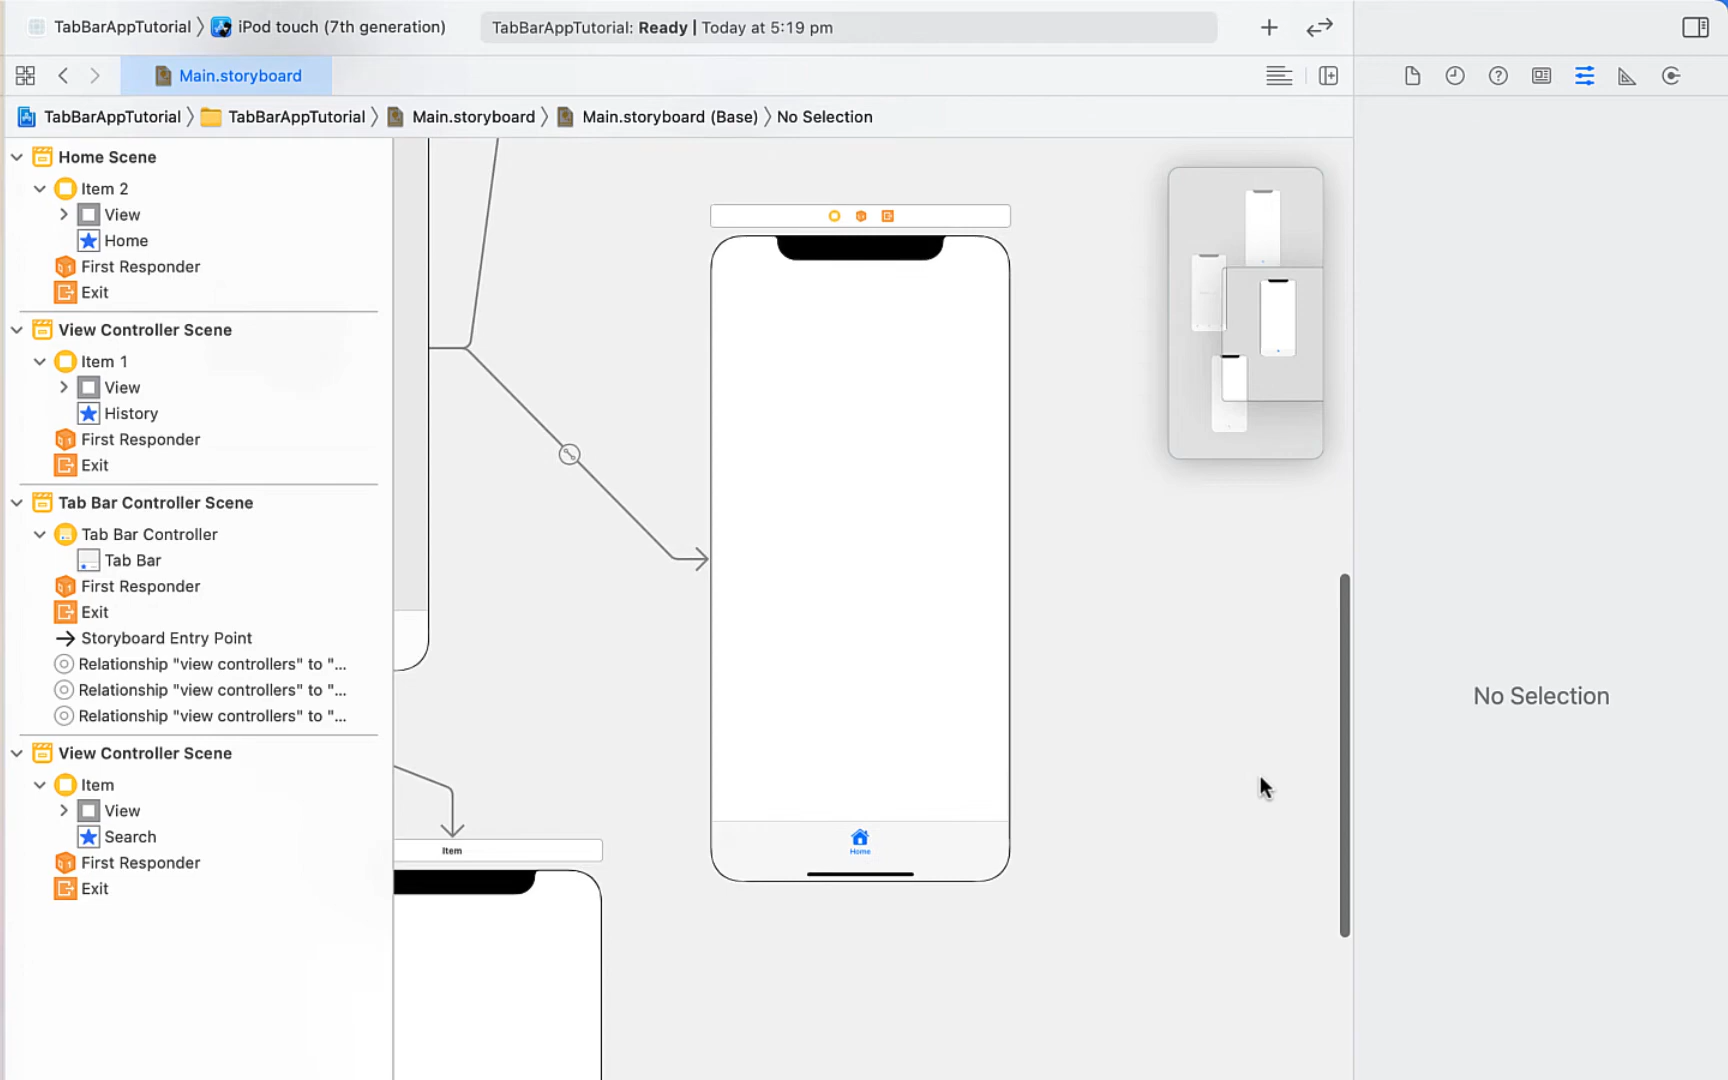 TabBarAppTutorial
iPod touch (7th generation)
TabBarAppTutorial: Ready | Today at 5:19 pm
Main.storyboard
TabBarAppTutorial
TabBarAppTutorial
Main.storyboard
Main.storyboard (Base)
No Selection
Home Scene
Item 2
View
Home
First Responder
Exit
View Controller Scene
Item 1
View
History
First Responder
Exit
Tab Bar Controller Scene
Tab Bar Controller
Tab Bar
First Responder
Exit
Storyboard Entry Point
Relationship "view controllers" to "...
Relationship "view controllers" to "...
Relationship "view controllers" to "...
View Controller Scene
Item
View
Search
First Responder
Exit
Home
Item
No Selection